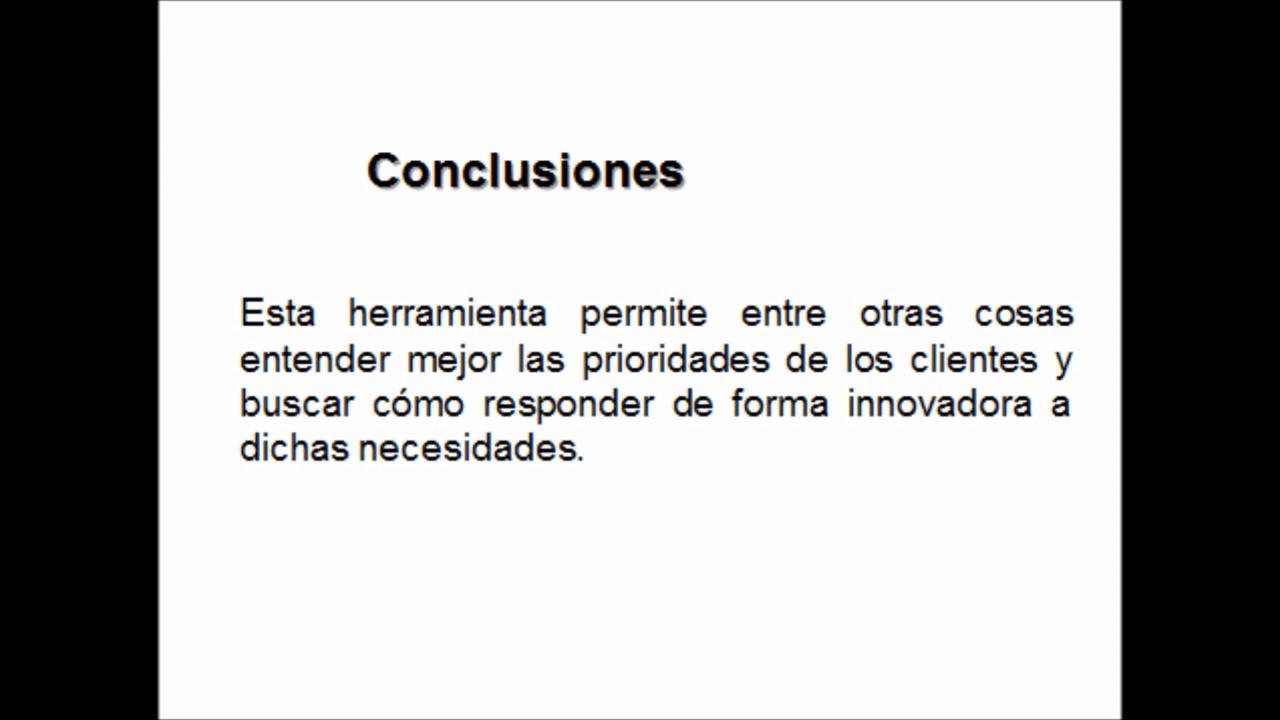 Conclusiones
Esta herramienta permite entre otras cosas
entender mejor las prioridades de los clientes y
buscar cómo responder de forma innovadora a
dichas necesidades.